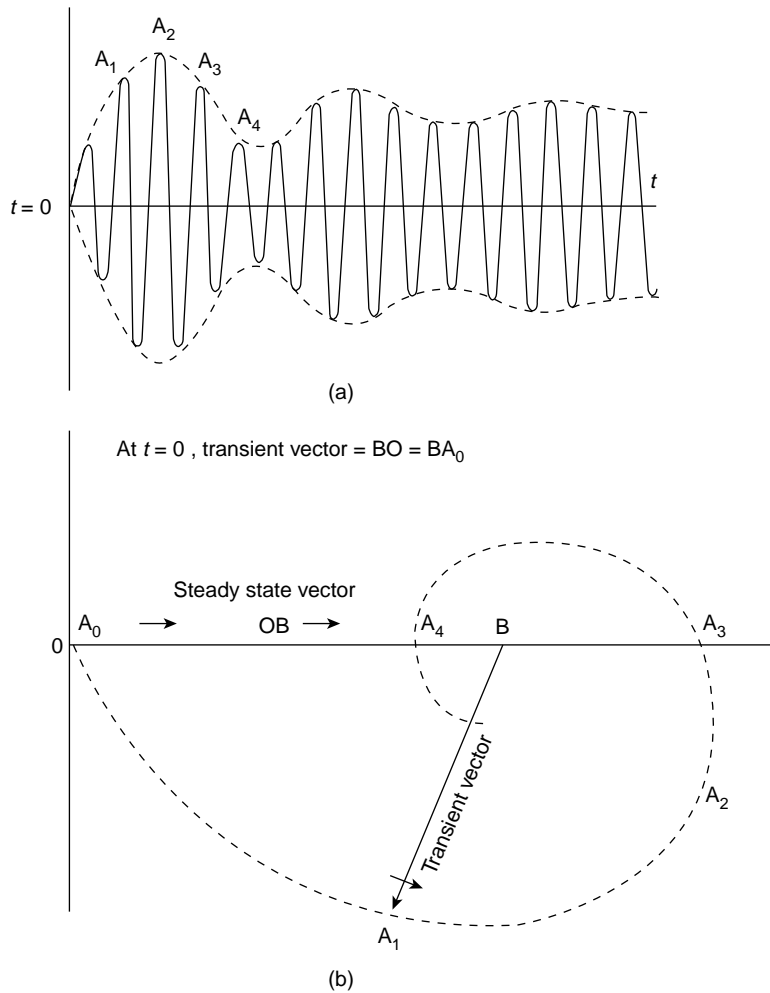 A₂
A₁
A₃
A₄
t
t = 0
(a)
At t = 0 , transient vector = BO = BA₀
Steady state vector
A₀ OB A₄ B A₃
0
Transient vector
A₂
A₁
(b)